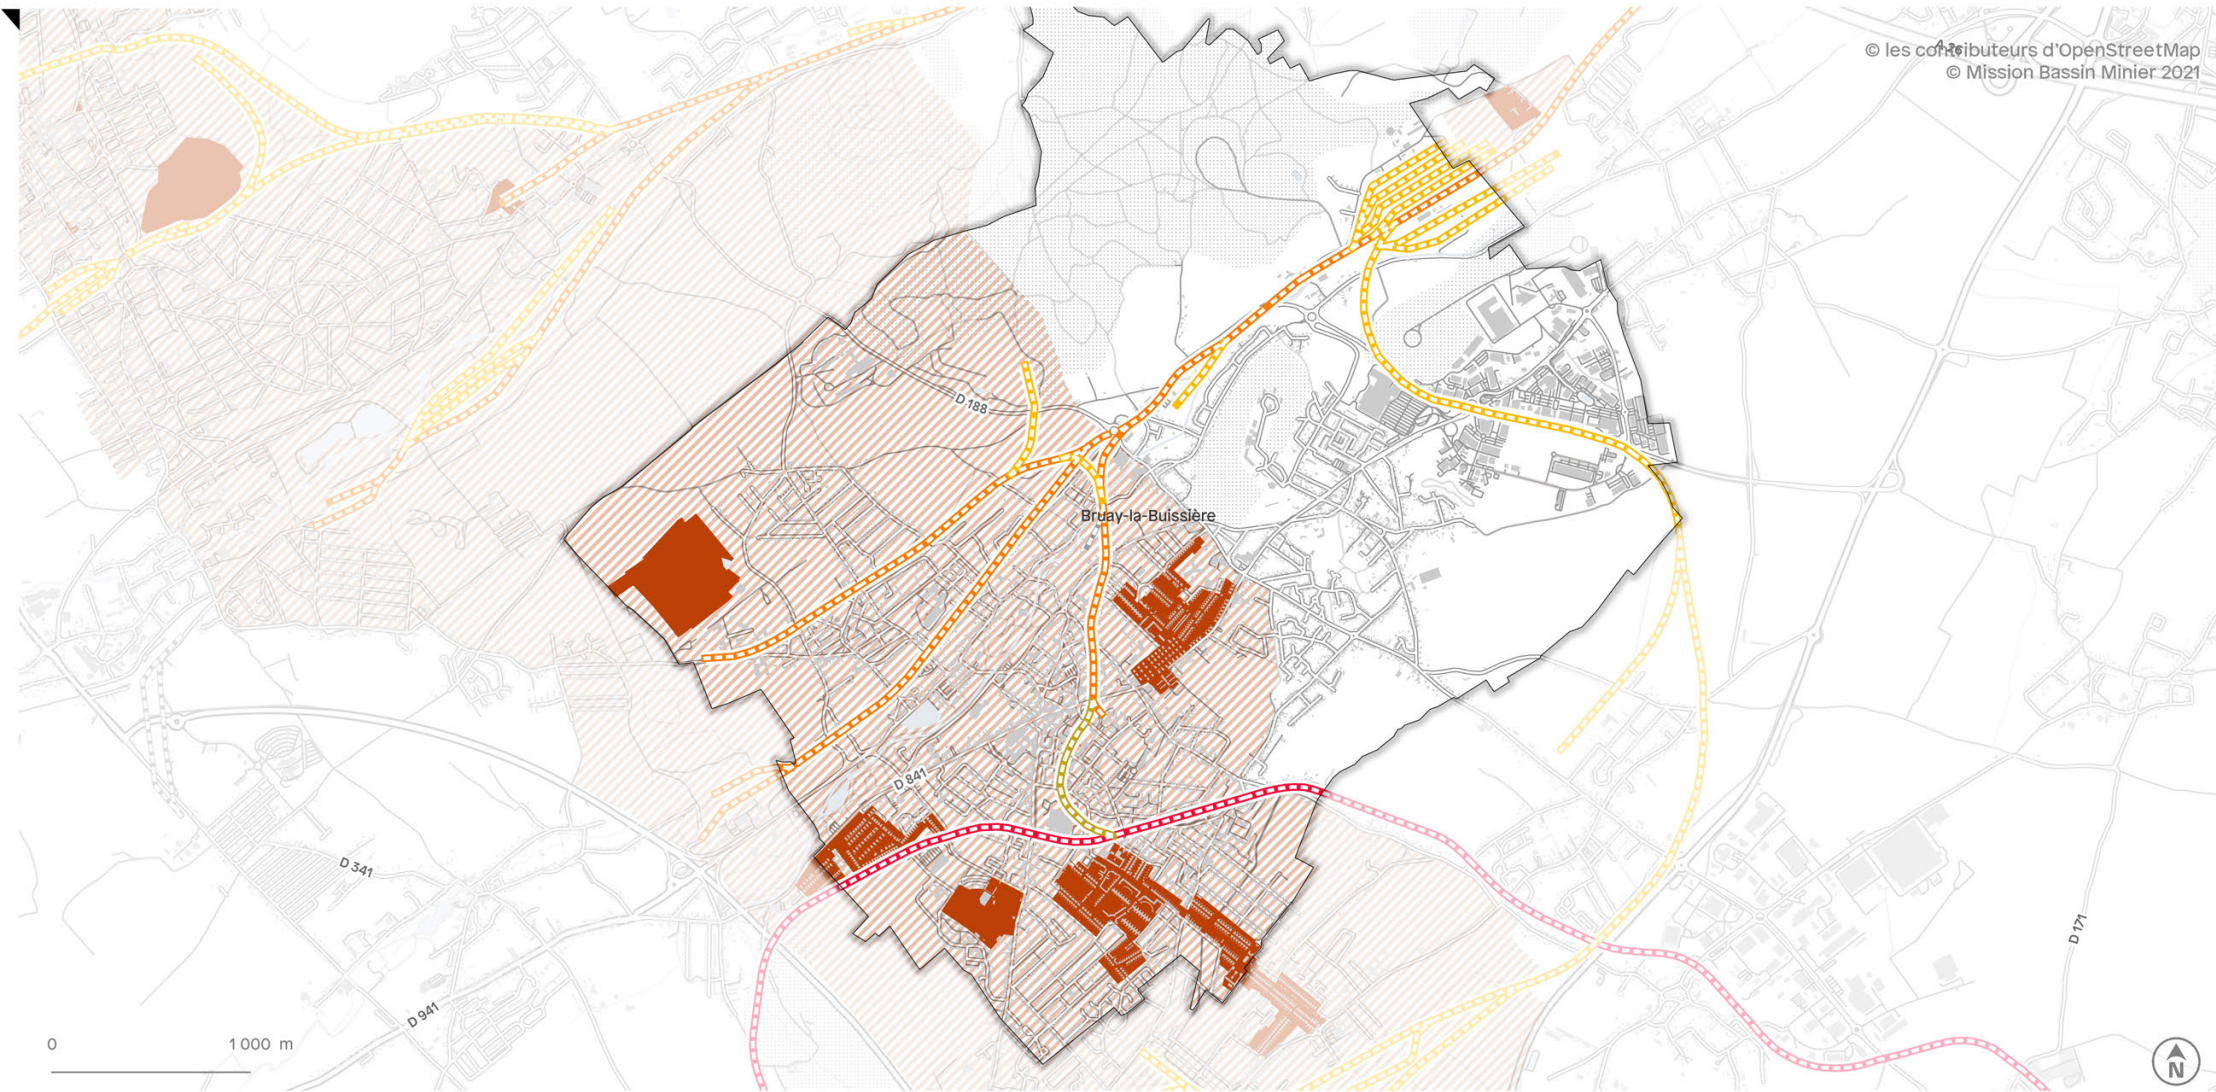 © les contributeurs d'OpenStreetMap
© Mission Bassin Minier 2021
D 188
Bruay-la-Buissière
D 841
D 341
D 171
D 941
0 1 000 m
N